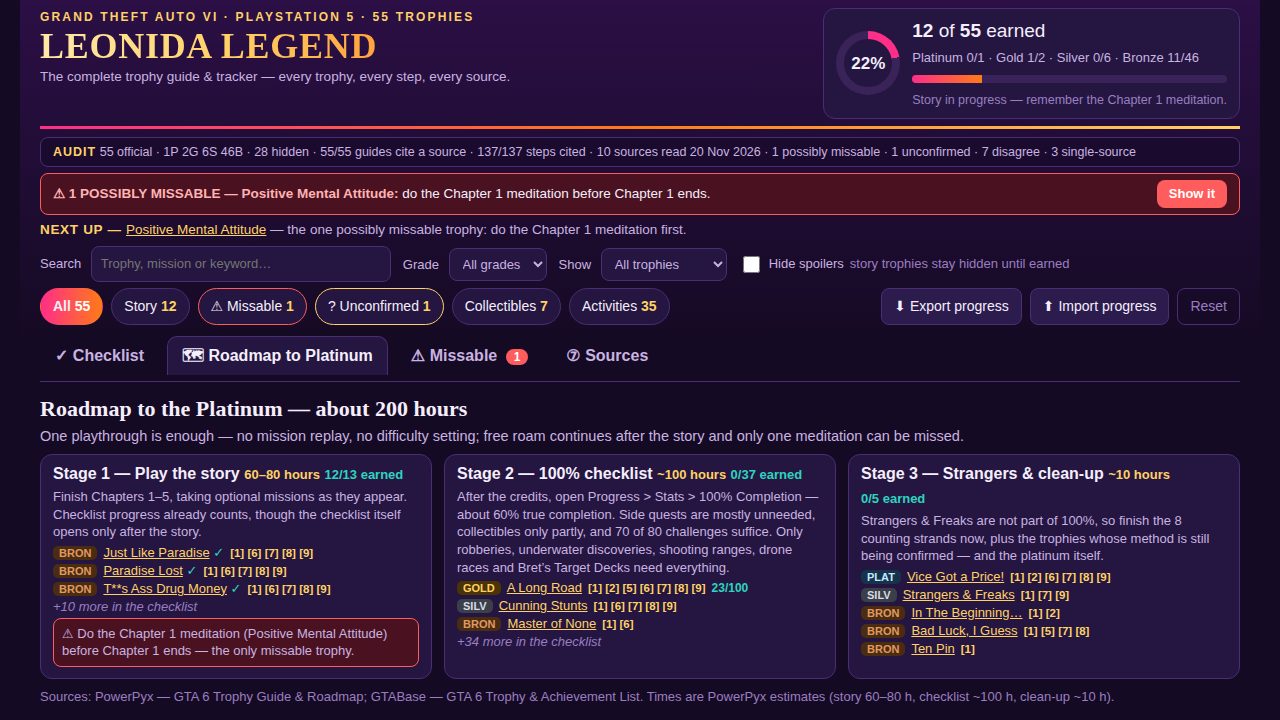 GRAND THEFT AUTO VI · PLAYSTATION 5 · 55 TROPHIES
LEONIDA LEGEND
The complete trophy guide & tracker — every trophy, every step, every source.
22%
12 of 55 earned
Platinum 0/1 · Gold 1/2 · Silver 0/6 · Bronze 11/46
Story in progress — remember the Chapter 1 meditation.
AUDIT 55 official · 1P 2G 6S 46B · 28 hidden · 55/55 guides cite a source · 137/137 steps cited · 10 sources read 20 Nov 2026 · 1 possibly missable · 1 unconfirmed · 7 disagree · 3 single-source
⚠ 1 POSSIBLY MISSABLE — Positive Mental Attitude: do the Chapter 1 meditation before Chapter 1 ends.
Show it
NEXT UP — Positive Mental Attitude — the one possibly missable trophy: do the Chapter 1 meditation first.
Search Trophy, mission or keyword… Grade All grades Show All trophies Hide spoilers story trophies stay hidden until earned
All 55 Story 12 ⚠ Missable 1 ? Unconfirmed 1 Collectibles 7 Activities 35 ⬇ Export progress ⬆ Import progress Reset
✓ Checklist 🗺 Roadmap to Platinum ⚠ Missable 1 ⑦ Sources
Roadmap to the Platinum — about 200 hours
One playthrough is enough — no mission replay, no difficulty setting; free roam continues after the story and only one meditation can be missed.
Stage 1 — Play the story 60–80 hours 12/13 earned
Finish Chapters 1–5, taking optional missions as they appear.
Checklist progress already counts, though the checklist itself
opens only after the story.
BRON Just Like Paradise ✓ [1] [6] [7] [8] [9]
BRON Paradise Lost ✓ [1] [6] [7] [8] [9]
BRON T**s Ass Drug Money ✓ [1] [6] [7] [8] [9]
+10 more in the checklist
⚠ Do the Chapter 1 meditation (Positive Mental Attitude)
before Chapter 1 ends — the only missable trophy.
Stage 2 — 100% checklist ~100 hours 0/37 earned
After the credits, open Progress > Stats > 100% Completion —
about 60% true completion. Side quests are mostly unneeded,
collectibles only partly, and 70 of 80 challenges suffice. Only
robberies, underwater discoveries, shooting ranges, drone
races and Bret's Target Decks need everything.
GOLD A Long Road [1] [2] [5] [6] [7] [8] [9] 23/100
SILV Cunning Stunts [1] [6] [7] [8] [9]
BRON Master of None [1] [6]
+34 more in the checklist
Stage 3 — Strangers & clean-up ~10 hours
0/5 earned
Strangers & Freaks are not part of 100%, so finish the 8
counting strands now, plus the trophies whose method is still
being confirmed — and the platinum itself.
PLAT Vice Got a Price! [1] [2] [6] [7] [8] [9]
SILV Strangers & Freaks [1] [7] [9]
BRON In The Beginning… [1] [2]
BRON Bad Luck, I Guess [1] [5] [7] [8]
BRON Ten Pin [1]
Sources: PowerPyx — GTA 6 Trophy Guide & Roadmap; GTABase — GTA 6 Trophy & Achievement List. Times are PowerPyx estimates (story 60–80 h, checklist ~100 h, clean-up ~10 h).